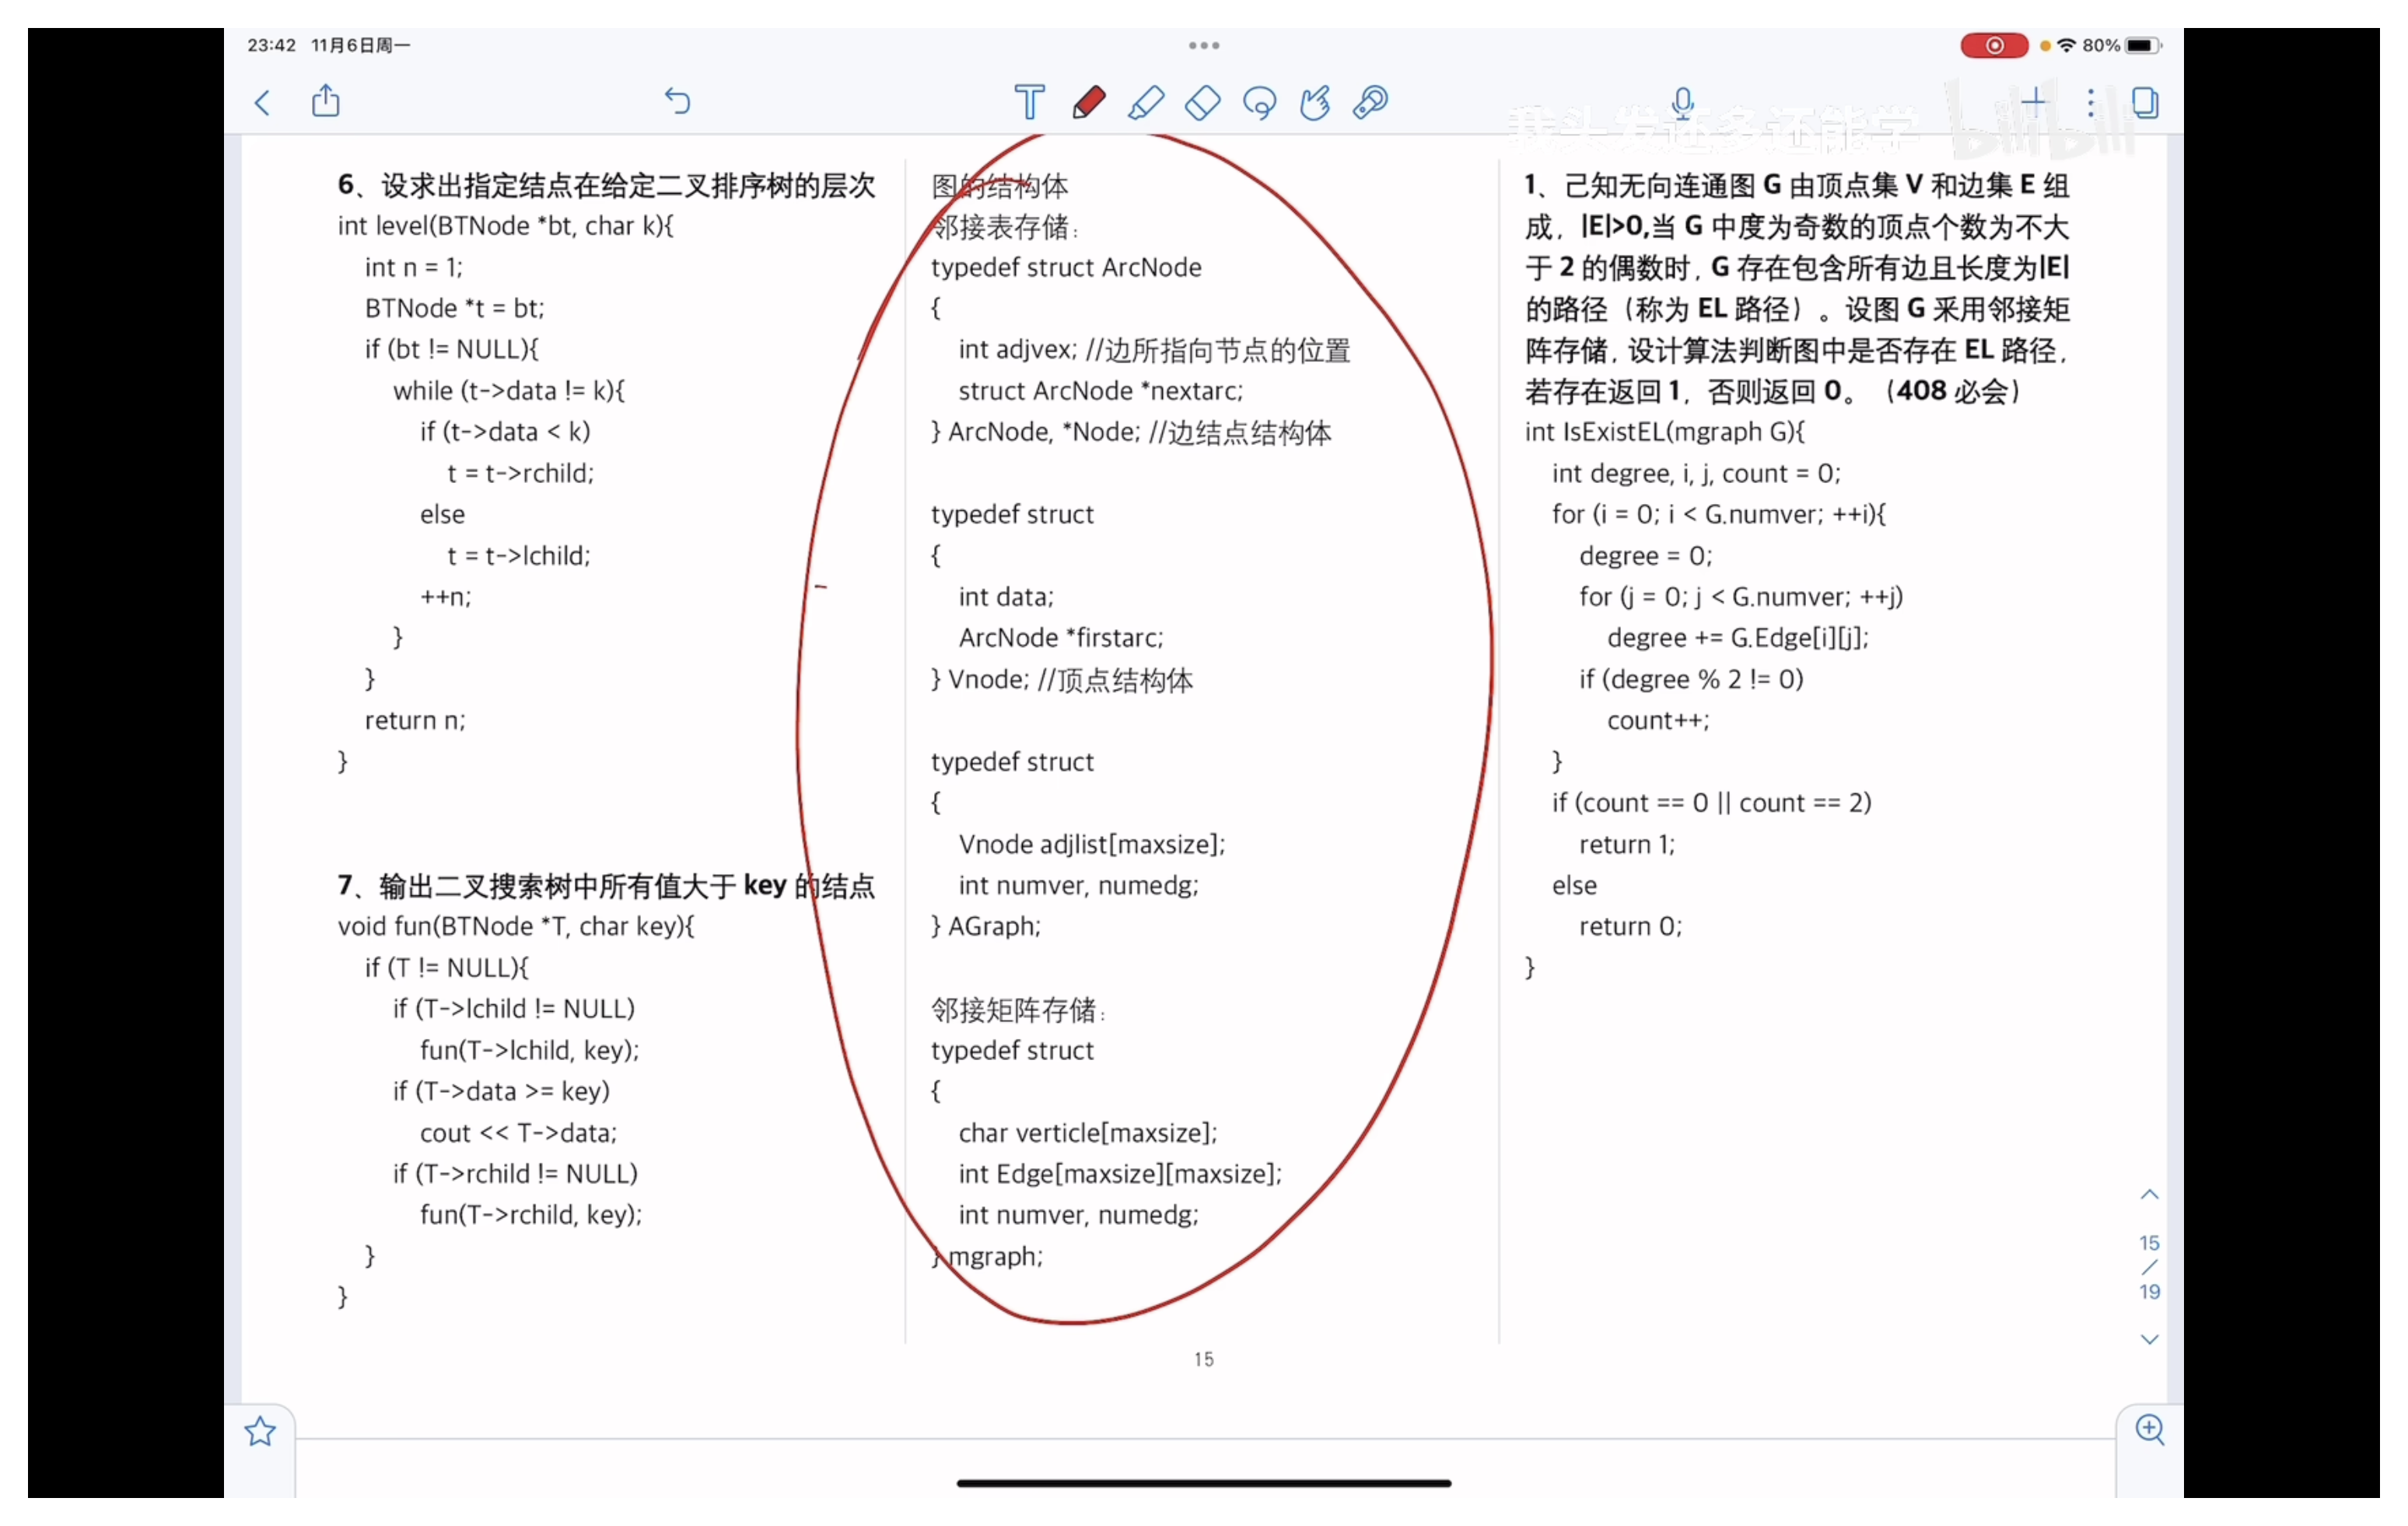 23:42 11月6日周一
80%
我头发还多还能学
bilibili
6、设求出指定结点在给定二叉排序树的层次
int level(BTNode *bt, char k){
int n = 1;
BTNode *t = bt;
if (bt != NULL){
while (t->data != k){
if (t->data < k)
t = t->rchild;
else
t = t->lchild;
++n;
}
}
return n;
}
7、输出二叉搜索树中所有值大于 key 的结点
void fun(BTNode *T, char key){
if (T != NULL){
if (T->lchild != NULL)
fun(T->lchild, key);
if (T->data >= key)
cout << T->data;
if (T->rchild != NULL)
fun(T->rchild, key);
}
}
图的结构体
邻接表存储：
typedef struct ArcNode
{
int adjvex; //边所指向节点的位置
struct ArcNode *nextarc;
} ArcNode, *Node; //边结点结构体
typedef struct
{
int data;
ArcNode *firstarc;
} Vnode; //顶点结构体
typedef struct
{
Vnode adjlist[maxsize];
int numver, numedg;
} AGraph;
邻接矩阵存储：
typedef struct
{
char verticle[maxsize];
int Edge[maxsize][maxsize];
int numver, numedg;
} mgraph;
1、己知无向连通图 G 由顶点集 V 和边集 E 组
成，|E|>0,当 G 中度为奇数的顶点个数为不大
于 2 的偶数时，G 存在包含所有边且长度为|E|
的路径（称为 EL 路径）。设图 G 采用邻接矩
阵存储，设计算法判断图中是否存在 EL 路径，
若存在返回 1，否则返回 0。（408 必会）
int IsExistEL(mgraph G){
int degree, i, j, count = 0;
for (i = 0; i < G.numver; ++i){
degree = 0;
for (j = 0; j < G.numver; ++j)
degree += G.Edge[i][j];
if (degree % 2 != 0)
count++;
}
if (count == 0 || count == 2)
return 1;
else
return 0;
}
15
/
19
15